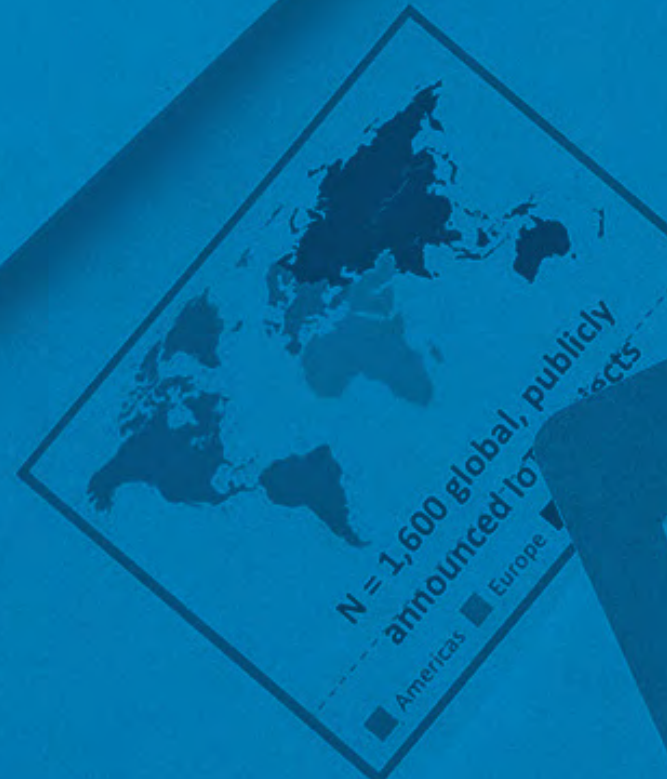 N = 1,600 global, publicly
announced IoT
Americas Europe